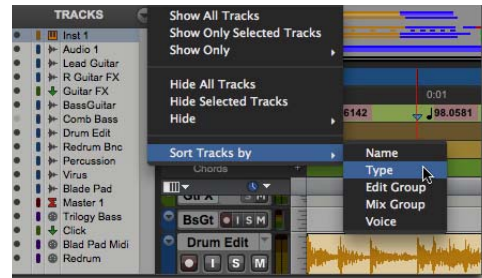 TRACKS
Inst 1
Audio 1
Lead Guitar
R Guitar FX
Guitar FX
BassGuitar
Comb Bass
Drum Edit
Redrum Bnc
Percussion
Virus
Blade Pad
Master 1
Trilogy Bass
Click
Blad Pad Midi
Redrum
Show All Tracks
Show Only Selected Tracks
Show Only
Hide All Tracks
Hide Selected Tracks
Hide
Sort Tracks by
Name
Type
Edit Group
Mix Group
Voice
0:01
6142
98.0581
Chords
+
Gtr X
S M
BsGt
I S M
Drum Edit
I S M